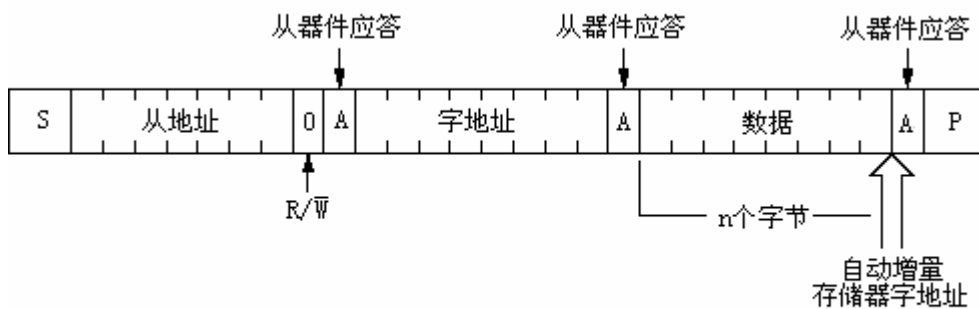 从器件应答 从器件应答 从器件应答
S 从地址 0 A 字地址 A 数据 A P
R/W̅
n个字节
自动增量
存储器字地址